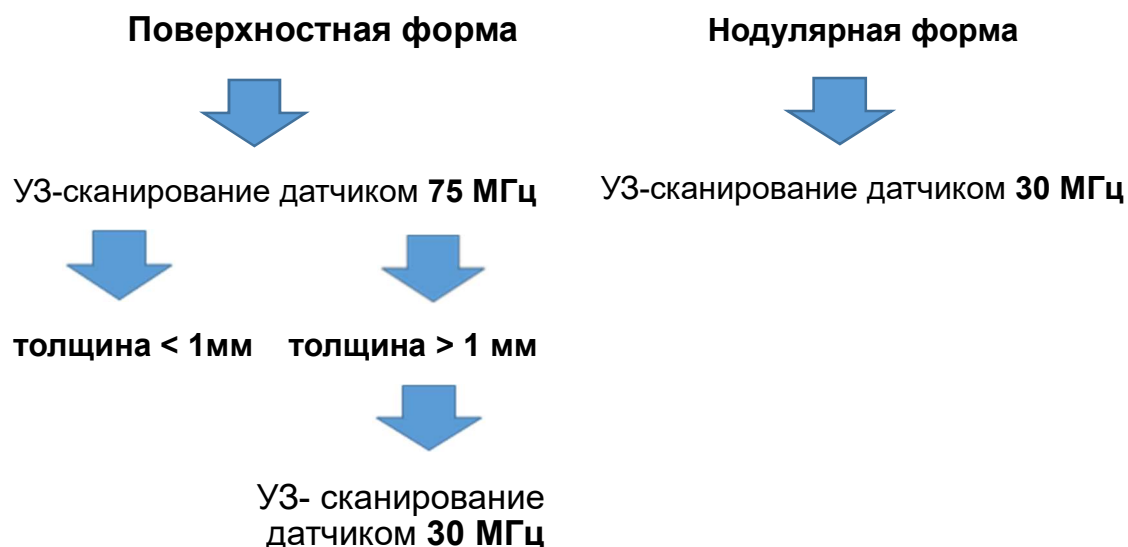 Поверхностная форма
Нодулярная форма
УЗ-сканирование датчиком 75 МГц
УЗ-сканирование датчиком 30 МГц
толщина < 1мм
толщина > 1 мм
УЗ- сканирование
датчиком 30 МГц